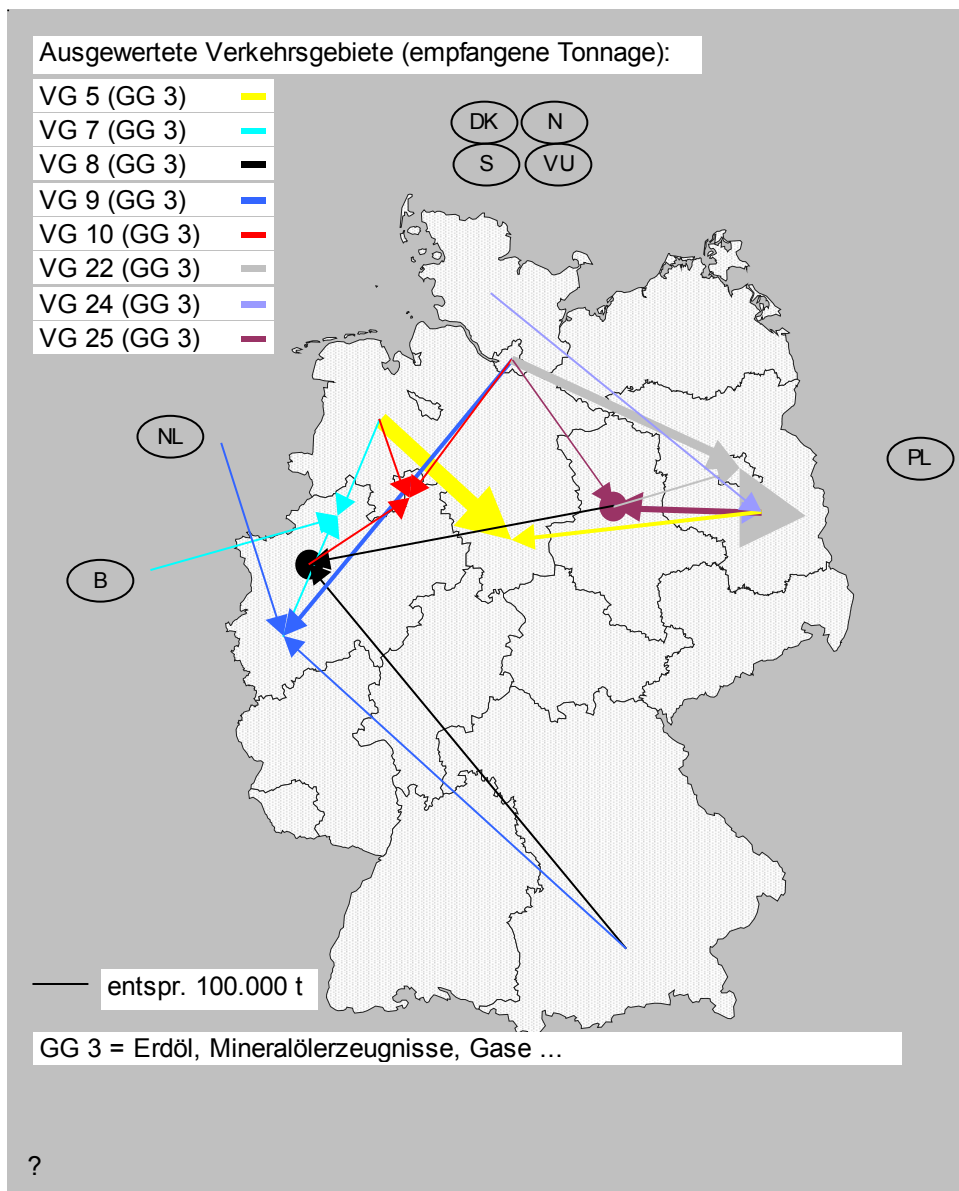 Ausgewertete Verkehrsgebiete (empfangene Tonnage):
VG 5 (GG 3)
VG 7 (GG 3)
VG 8 (GG 3)
VG 9 (GG 3)
VG 10 (GG 3)
VG 22 (GG 3)
VG 24 (GG 3)
VG 25 (GG 3)
DK N
S VU
NL
PL
B
entspr. 100.000 t
GG 3 = Erdöl, Mineralölerzeugnisse, Gase ...
?